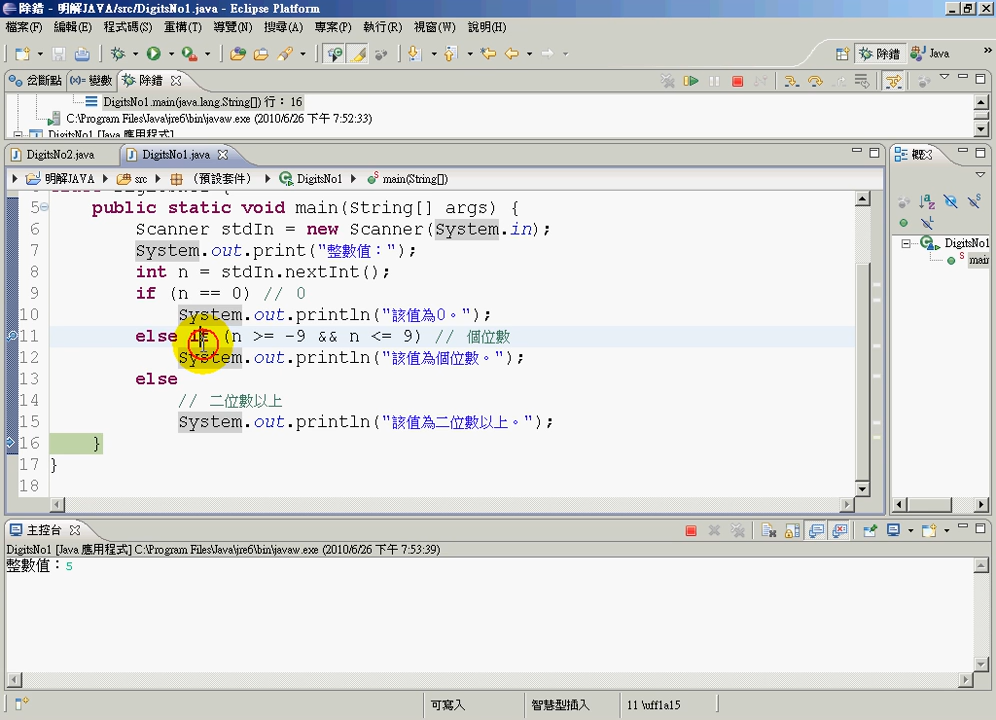 除錯 - 明解JAVA/src/DigitsNo1.java - Eclipse Platform
檔案(F) 編輯(E) 程式碼(S) 重構(T) 導覽(N) 搜尋(A) 專案(P) 執行(R) 視窗(W) 說明(H)
除錯 Java
岔斷點 (x)= 變數 除錯
DigitsNo1.main(java.lang.String[]) 行： 16
C:\Program Files\Java\jre6\bin\javaw.exe (2010/6/26 下午 7:52:33)
DigitsNo1 [Java 應用程式]
DigitsNo2.java DigitsNo1.java
明解JAVA src （預設套件） DigitsNo1 main(String[])
5 public static void main(String[] args) {
6 Scanner stdIn = new Scanner(System.in);
7 System.out.print("整數值：");
8 int n = stdIn.nextInt();
9 if (n == 0) // 0
10 System.out.println("該值為0。");
11 else if (n >= -9 && n <= 9) // 個位數
12 System.out.println("該值為個位數。");
13 else
14 // 二位數以上
15 System.out.println("該值為二位數以上。");
16 }
17 }
18
概
DigitsNo1
main
主控台
DigitsNo1 [Java 應用程式] C:\Program Files\Java\jre6\bin\javaw.exe (2010/6/26 下午 7:53:39)
整數值：5
可寫入 智慧型插入 11 \uff1a15